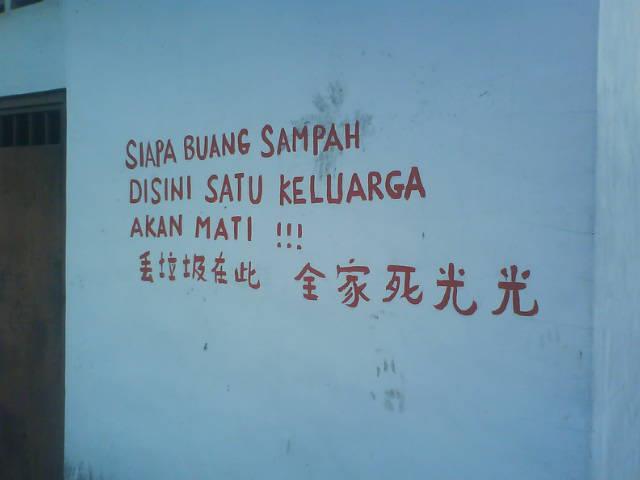 SIAPA BUANG SAMPAH
DISINI SATU KELUARGA
AKAN MATI !!!
丢垃圾在此 全家死光光